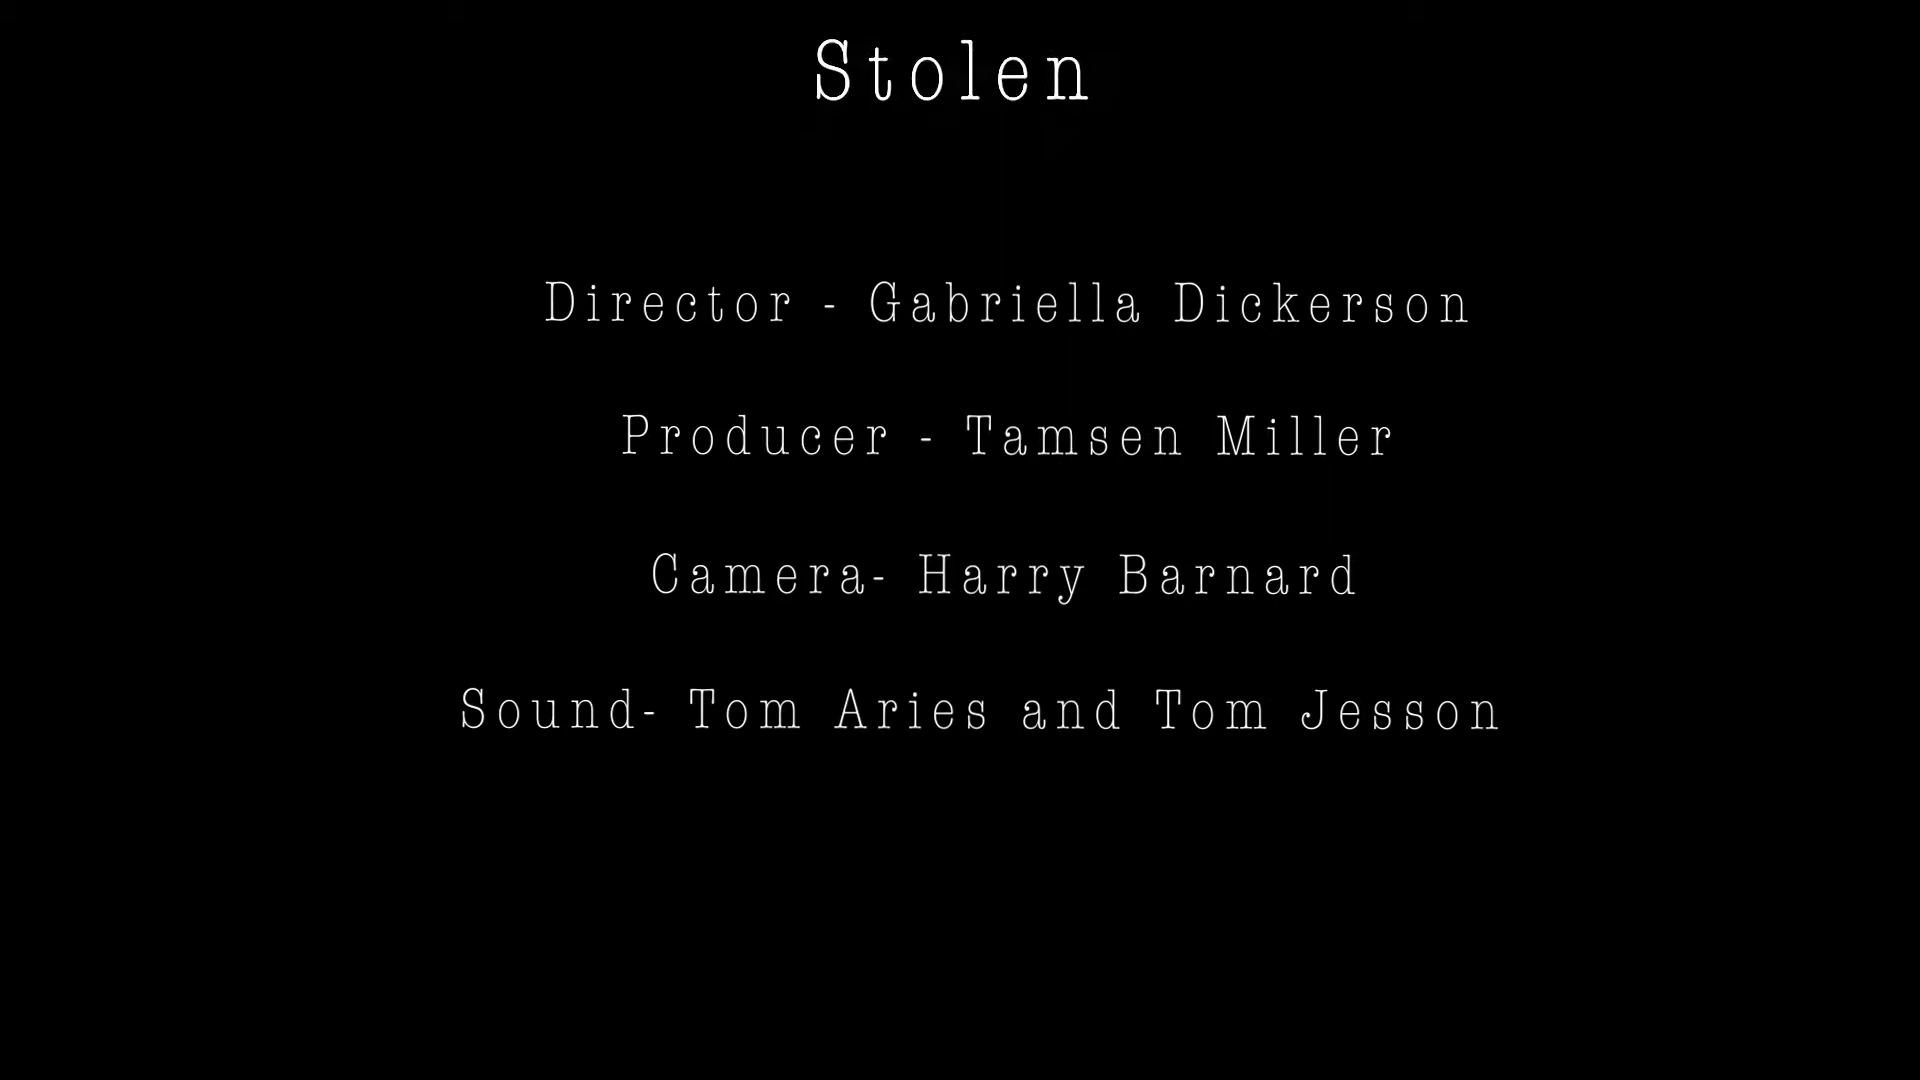 Stolen
Director - Gabriella Dickerson
Producer - Tamsen Miller
Camera- Harry Barnard
Sound- Tom Aries and Tom Jesson